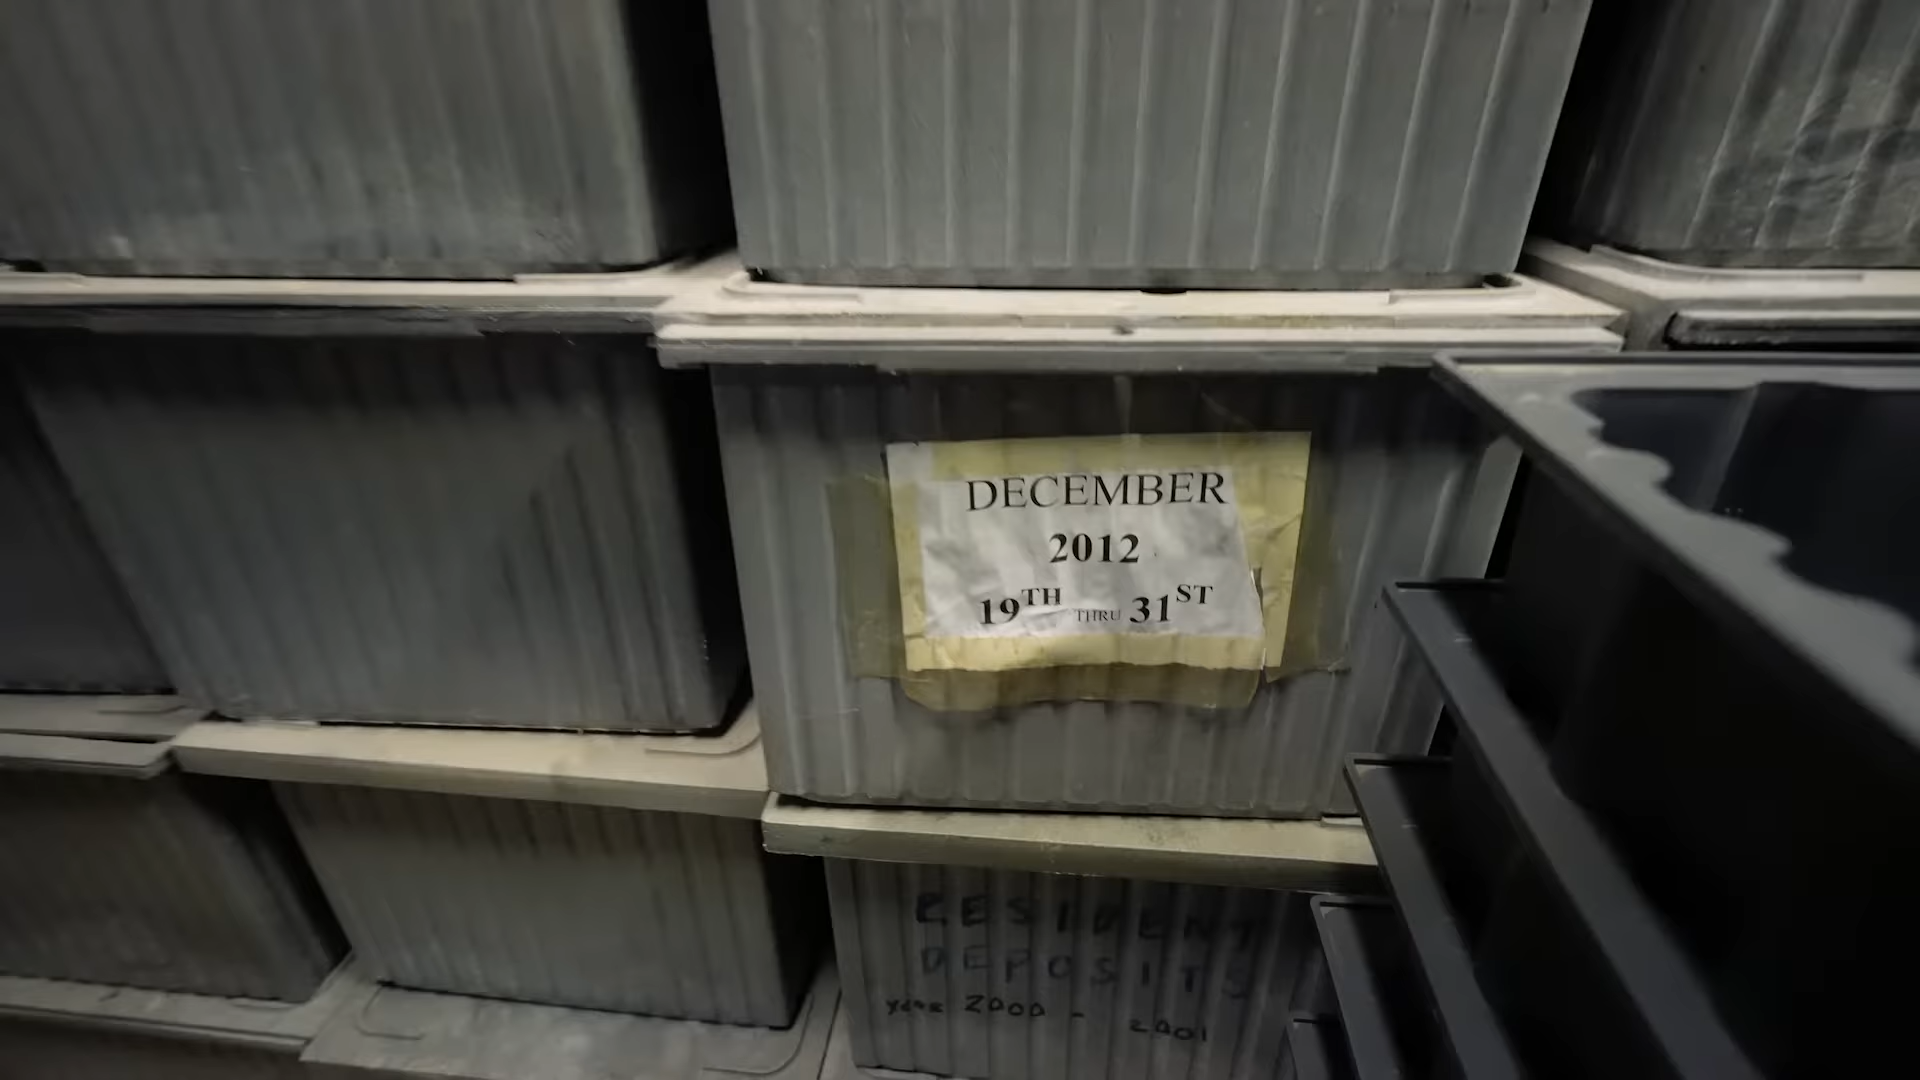 DECEMBER
2012
19TH THRU 31ST
RESIDENT
DEPOSITS
YEAR 2000 - 2001